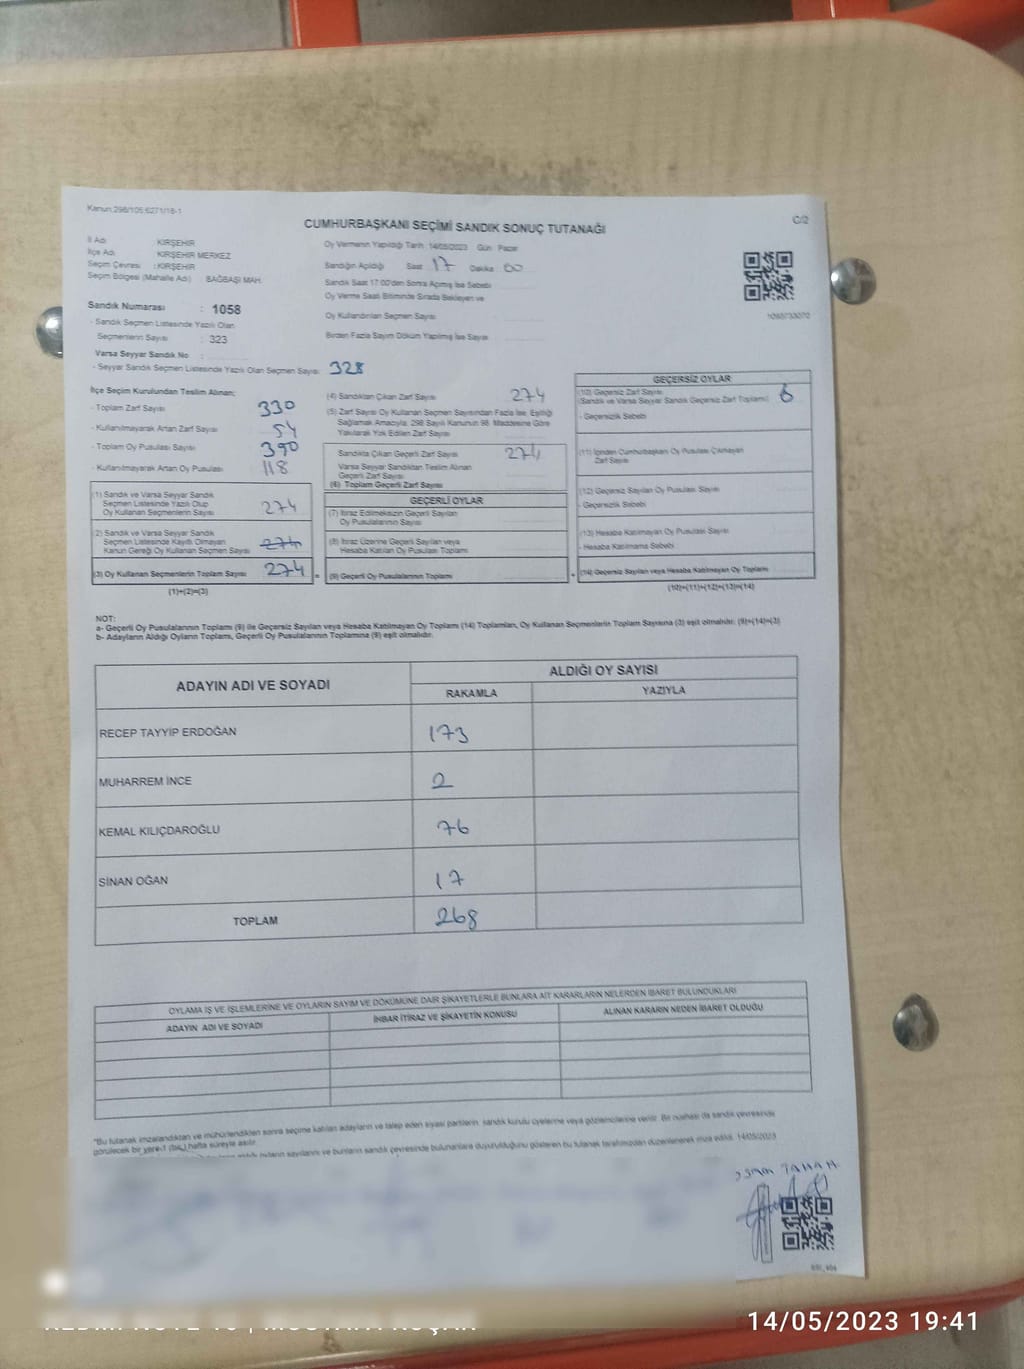 Kanun:298/105 6271/18-1
C/2
CUMHURBAŞKANI SEÇİMİ SANDIK SONUÇ TUTANAĞI
İl Adı : KIRŞEHİR
İlçe Adı : KIRŞEHİR MERKEZ
Seçim Çevresi : KIRŞEHİR
Seçim Bölgesi (Mahalle Adı) : BAĞBAŞI MAH.
Sandık Numarası : 1058
- Sandık Seçmen Listesinde Yazılı Olan
Seçmenlerin Sayısı : 323
Varsa Seyyar Sandık No :
- Seyyar Sandık Seçmen Listesinde Yazılı Olan Seçmen Sayısı: 328
Oy Vermenin Yapıldığı Tarih :14/05/2023 Gün : Pazar
Sandığın Açıldığı Saat 17 Dakika 00
Sandık Saat 17.00'den Sonra Açılmış İse Sebebi
Oy Verme Saati Bitiminde Sırada Bekleyen ve
Oy Kullandırılan Seçmen Sayısı
Birden Fazla Sayım Döküm Yapılmış İse Sayısı
İlçe Seçim Kurulundan Teslim Alınan;
- Toplam Zarf Sayısı 330
- Kullanılmayarak Artan Zarf Sayısı 54
- Toplam Oy Pusulası Sayısı 390
- Kullanılmayarak Artan Oy Pusulası 118
(1) Sandık ve Varsa Seyyar Sandık
Seçmen Listesinde Yazılı Olup
Oy Kullanan Seçmenlerin Sayısı 274
(2) Sandık ve Varsa Seyyar Sandık
Seçmen Listesinde Kayıtlı Olmayan
Kanun Gereği Oy Kullanan Seçmen Sayısı 274
(3) Oy Kullanan Seçmenlerin Toplam Sayısı 274 =
(1)+(2)=(3)
(4) Sandıktan Çıkan Zarf Sayısı 274
(5) Zarf Sayısı Oy Kullanan Seçmen Sayısından Fazla İse, Eşitliği
Sağlamak Amacıyla, 298 Sayılı Kanunun 98. Maddesine Göre
Yakılarak Yok Edilen Zarf Sayısı
Sandıkta Çıkan Geçerli Zarf Sayısı 274
Varsa Seyyar Sandıktan Teslim Alınan
Geçerli Zarf Sayısı
(6) Toplam Geçerli Zarf Sayısı
GEÇERLİ OYLAR
(7) İtiraz Edilmeksizin Geçerli Sayılan
Oy Pusulalarının Sayısı
(8) İtiraz Üzerine Geçerli Sayılan veya
Hesaba Katılan Oy Pusulası Toplamı
(9) Geçerli Oy Pusulalarının Toplamı +
GEÇERSİZ OYLAR
(10) Geçersiz Zarf Sayısı
(Sandık ve Varsa Seyyar Sandık Geçersiz Zarf Toplamı) 6
- Geçersizlik Sebebi
(11) İçinden Cumhurbaşkanı Oy Pusulası Çıkmayan
Zarf Sayısı
(12) Geçersiz Sayılan Oy Pusulası Sayısı
- Geçersizlik Sebebi
(13) Hesaba Katılmayan Oy Pusulası Sayısı
- Hesaba Katılmama Sebebi
(14) Geçersiz Sayılan veya Hesaba Katılmayan Oy Toplamı
(10)+(11)+(12)+(13)=(14)
NOT:
a- Geçerli Oy Pusulalarının Toplamı (9) ile Geçersiz Sayılan veya Hesaba Katılmayan Oy Toplamı (14) Toplamları, Oy Kullanan Seçmenlerin Toplam Sayısına (3) eşit olmalıdır. (9)+(14)=(3)
b- Adayların Aldığı Oyların Toplamı, Geçerli Oy Pusulalarının Toplamına (9) eşit olmalıdır.
ADAYIN ADI VE SOYADI
ALDIĞI OY SAYISI
RAKAMLA YAZIYLA
RECEP TAYYİP ERDOĞAN 173
MUHARREM İNCE 2
KEMAL KILIÇDAROĞLU 76
SİNAN OĞAN 17
TOPLAM 268
OYLAMA İŞ VE İŞLEMLERİNE VE OYLARIN SAYIM VE DÖKÜMÜNE DAİR ŞİKAYETLERLE BUNLARA AİT KARARLARIN NELERDEN İBARET BULUNDUKLARI
ADAYIN ADI VE SOYADI İHBAR İTİRAZ VE ŞİKAYETİN KONUSU ALINAN KARARIN NEDEN İBARET OLDUĞU
"Bu tutanak imzalandıktan ve mühürlendikten sonra seçime katılan adayların ve talep eden siyasi partilerin, sandık kurulu üyelerine veya gözlemcilerine verilir. Bir nüshası da sandık çevresinde
görülecek bir yere 1 (bir) hafta süreyle asılır.
sayılarını ve bunların sandık çevresinde bulunanlara duyurulduğunu gösteren bu tutanak tarafımızdan düzenlenerek imza edildi. 14/05/2023
14/05/2023 19:41